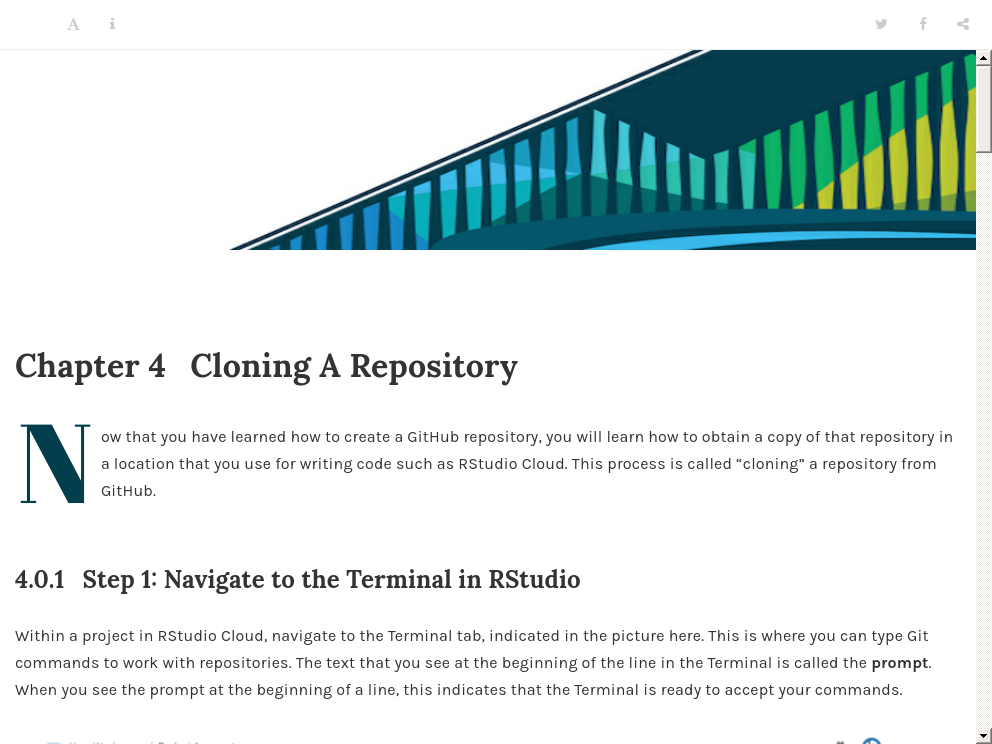 Chapter 4 Cloning A Repository
Now that you have learned how to create a GitHub repository, you will learn how to obtain a copy of that repository in
a location that you use for writing code such as RStudio Cloud. This process is called “cloning” a repository from
GitHub.
4.0.1 Step 1: Navigate to the Terminal in RStudio
Within a project in RStudio Cloud, navigate to the Terminal tab, indicated in the picture here. This is where you can type Git
commands to work with repositories. The text that you see at the beginning of the line in the Terminal is called the prompt.
When you see the prompt at the beginning of a line, this indicates that the Terminal is ready to accept your commands.